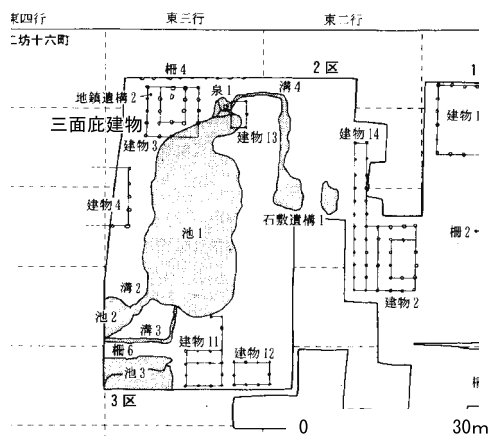 東四行 東三行 東二行
二坊十六町
柵4 2区 1
泉1 溝4
地鎮遺構2
三面庇建物
建物3 建物13 建物14 建物1
建物4
池1 石敷遺構1 柵2
溝2 建物2
池2 溝3
柵6 建物11 建物12
池3 柵
3区
0 30m